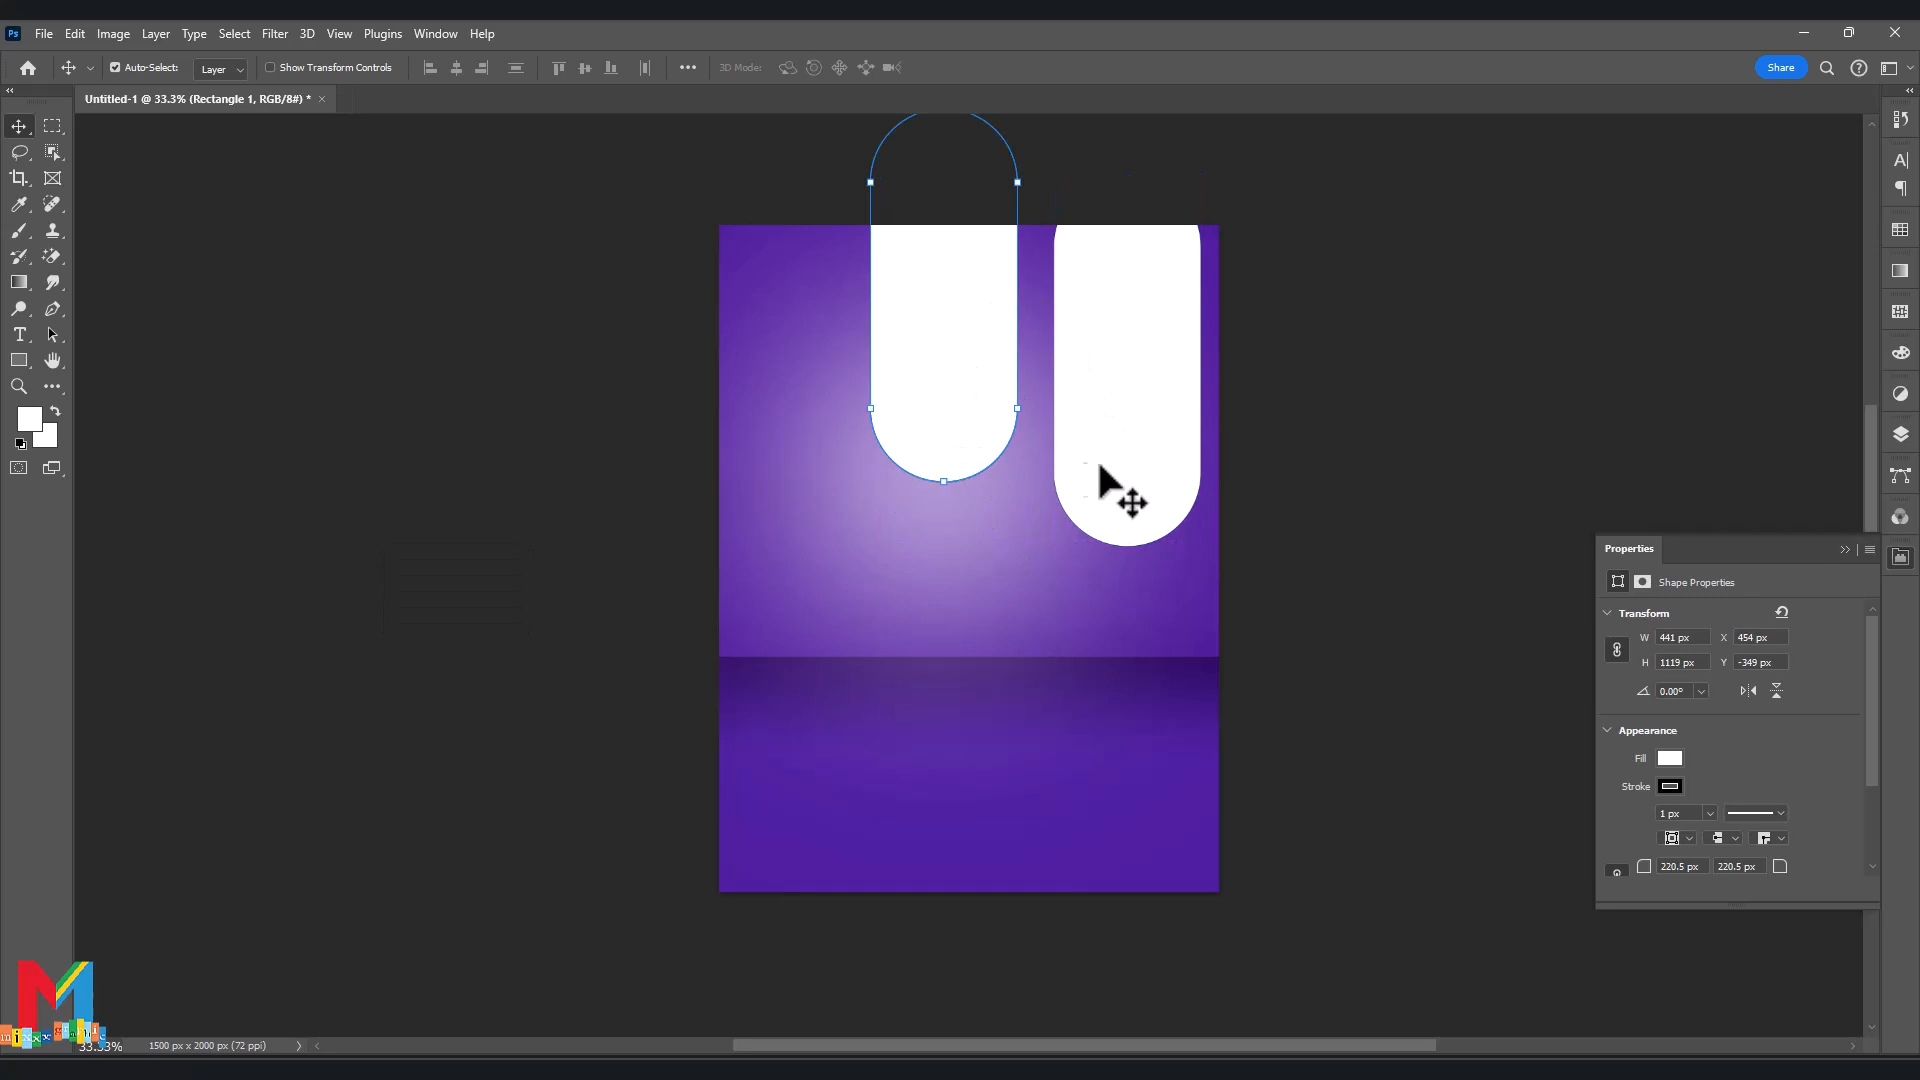 Ps File Edit Image Layer Type Select Filter 3D View Plugins Window Help
Auto-Select: Layer Show Transform Controls 3D Mode: Share
Untitled-1 @ 33.3% (Rectangle 1, RGB/8#) * ×
Properties
Shape Properties
Transform
W 441 px X 454 px
H 1119 px Y -349 px
0.00°
Appearance
Fill
Stroke
1 px
220.5 px 220.5 px
M
33.33% 1500 px x 2000 px (72 ppi)